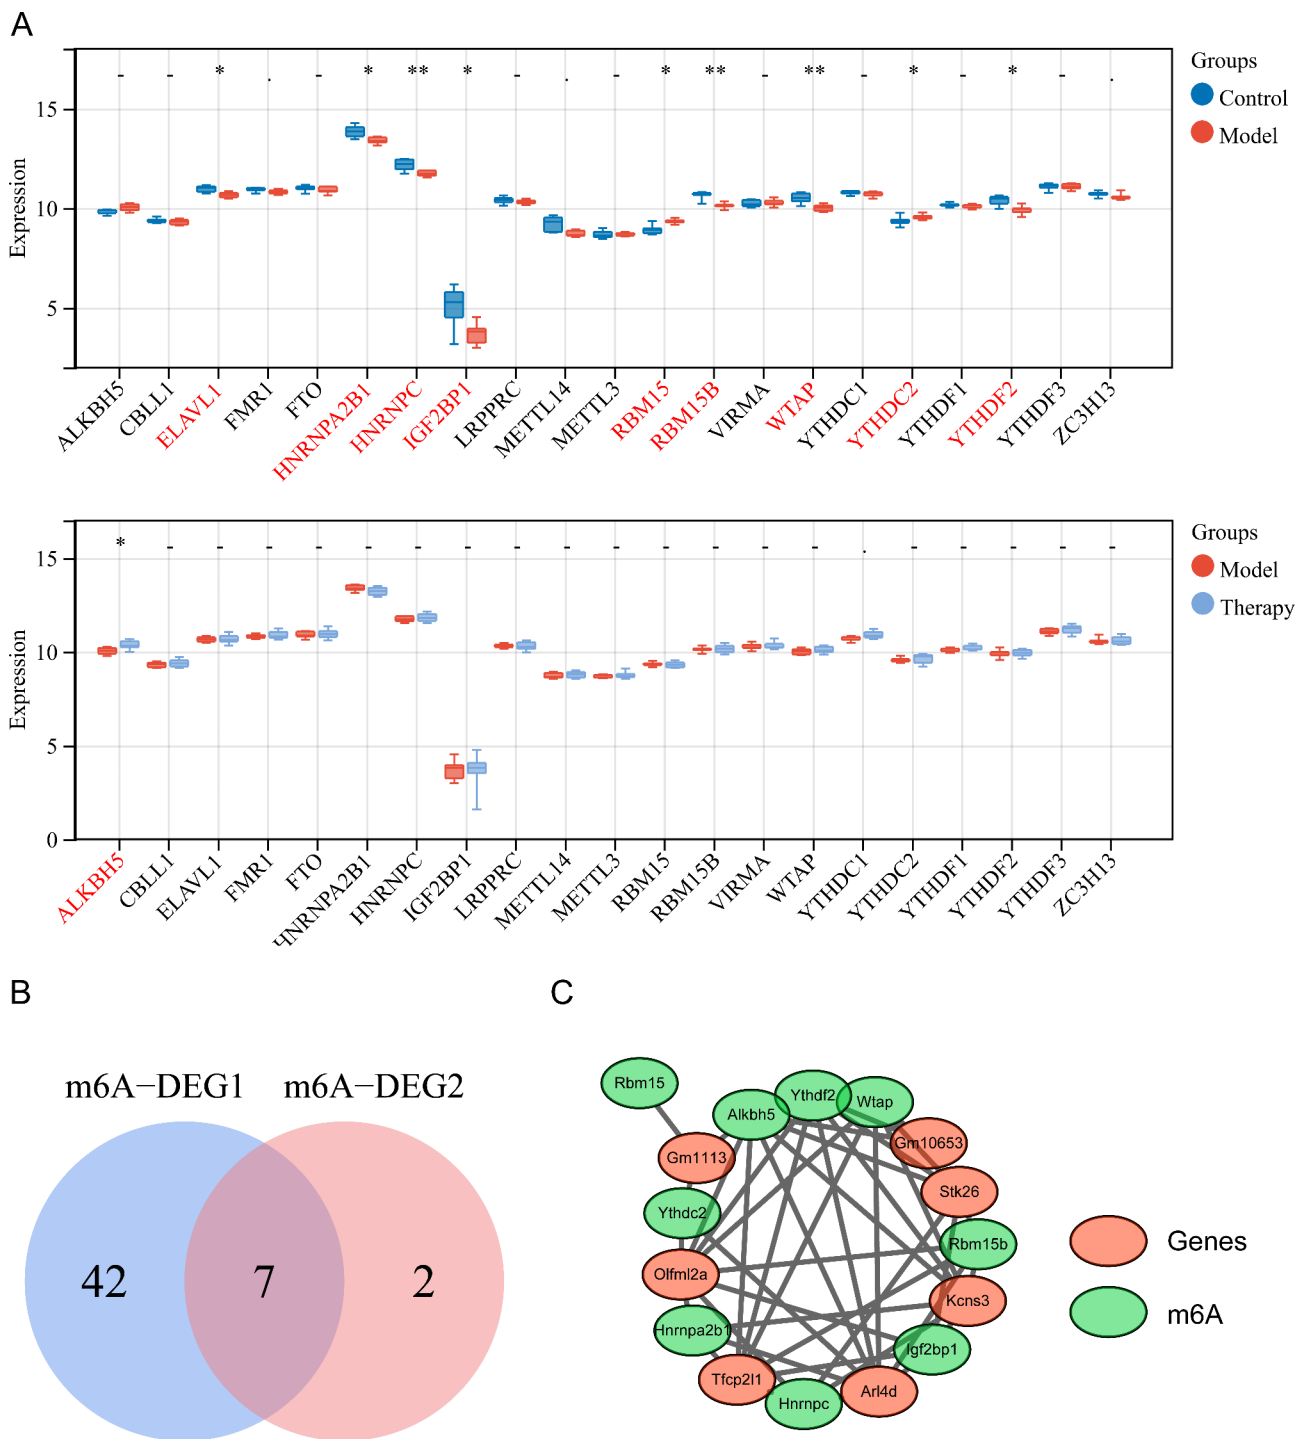 A
- - * . - * ** * - . - * ** - ** - * - * - .
Groups
Control
Model
Expression
15
10
5
ALKBH5
CBLL1
ELAVL1
FMR1
FTO
HNRNPA2B1
HNRNPC
IGF2BP1
LRPPRC
METTL14
METTL3
RBM15
RBM15B
VIRMA
WTAP
YTHDC1
YTHDC2
YTHDF1
YTHDF2
YTHDF3
ZC3H13
* - - - - - - - - - - - - - - . - - - - -
Groups
Model
Therapy
Expression
15
10
5
0
ALKBH5
CBLL1
ELAVL1
FMR1
FTO
HNRNPA2B1
HNRNPC
IGF2BP1
LRPPRC
METTL14
METTL3
RBM15
RBM15B
VIRMA
WTAP
YTHDC1
YTHDC2
YTHDF1
YTHDF2
YTHDF3
ZC3H13
B
m6A−DEG1
m6A−DEG2
42
7
2
C
Rbm15
Alkbh5
Ythdf2
Wtap
Gm10653
Gm1113
Stk26
Ythdc2
Rbm15b
Olfml2a
Kcns3
Hnrnpa2b1
Igf2bp1
Tfcp2l1
Arl4d
Hnrnpc
Genes
m6A